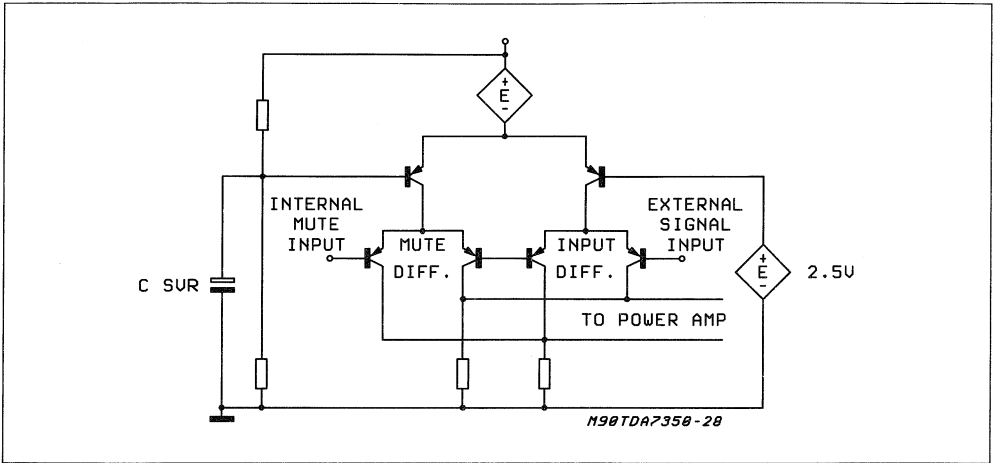 +
E
-
INTERNAL
MUTE
INPUT
EXTERNAL
SIGNAL
INPUT
MUTE
DIFF.
INPUT
DIFF.
+
E
-
2.5V
C SVR
TO POWER AMP
M90TDA7350-28